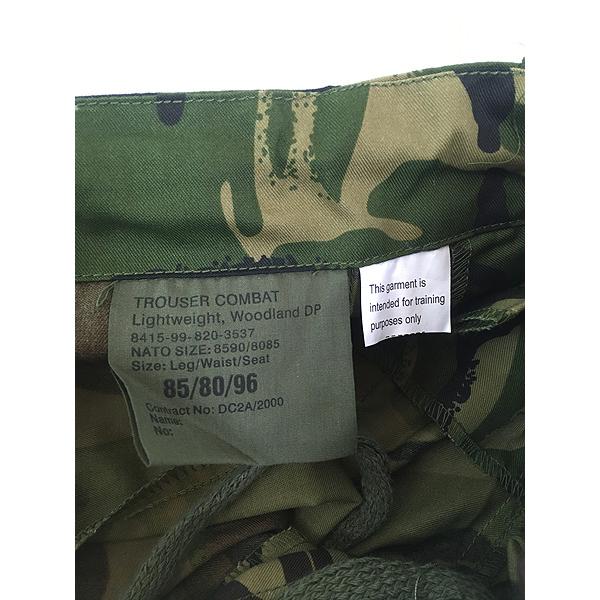 TROUSER COMBAT
Lightweight, Woodland DP
8415-99-820-3537
NATO SIZE: 8590/8085
Size: Leg/Waist/Seat
85/80/96
Contract No: DC2A/2000
Name:
No:
This garment is
intended for training
purposes only